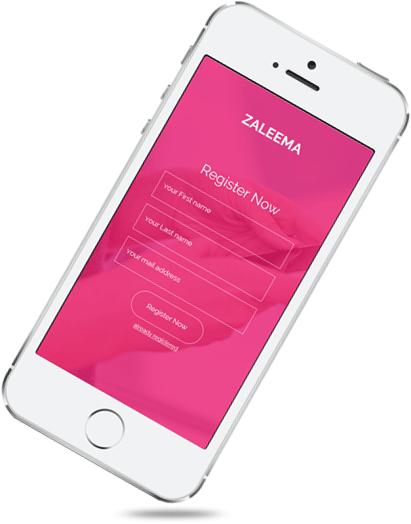 ZALEEMA
Register Now
your First name
your Last name
your mail address
Register Now
already registered